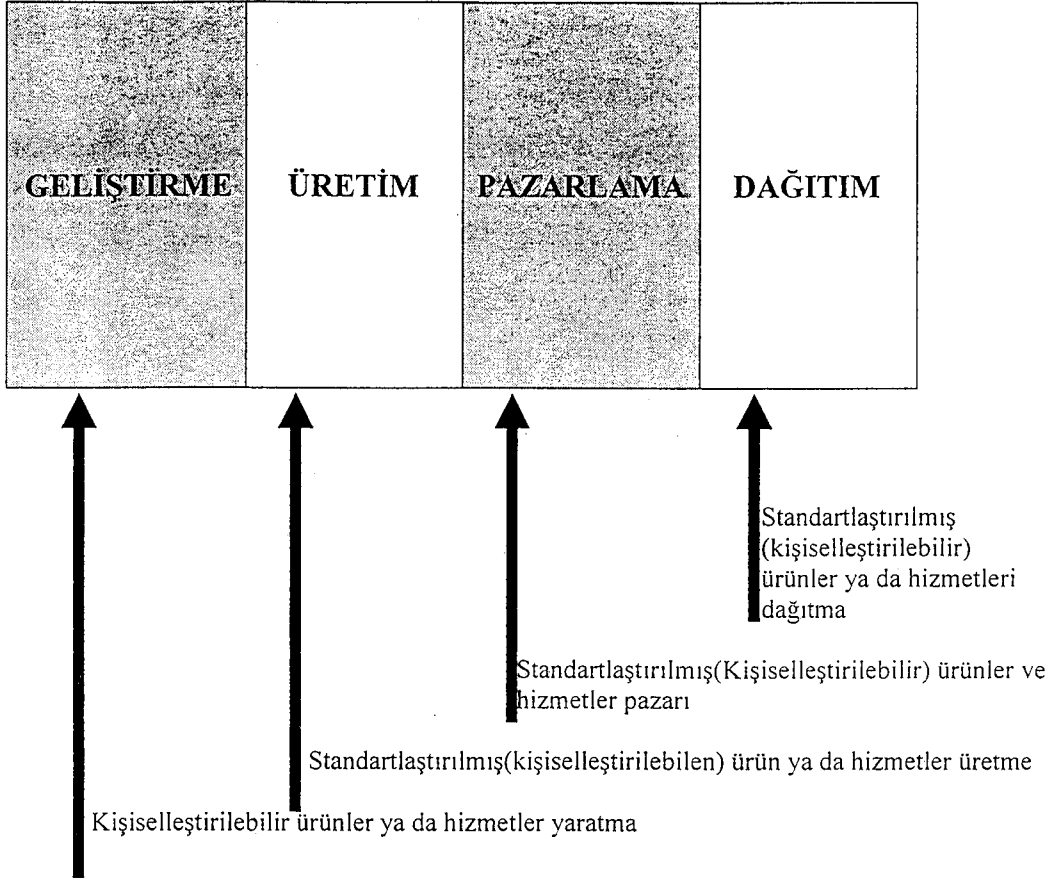 GELİŞTİRME
ÜRETİM
PAZARLAMA
DAĞITIM
Standartlaştırılmış
(kişiselleştirilebilir)
ürünler ya da hizmetleri
dağıtma
Standartlaştırılmış(Kişiselleştirilebilir) ürünler ve
hizmetler pazarı
Standartlaştırılmış(kişiselleştirilebilen) ürün ya da hizmetler üretme
Kişiselleştirilebilir ürünler ya da hizmetler yaratma